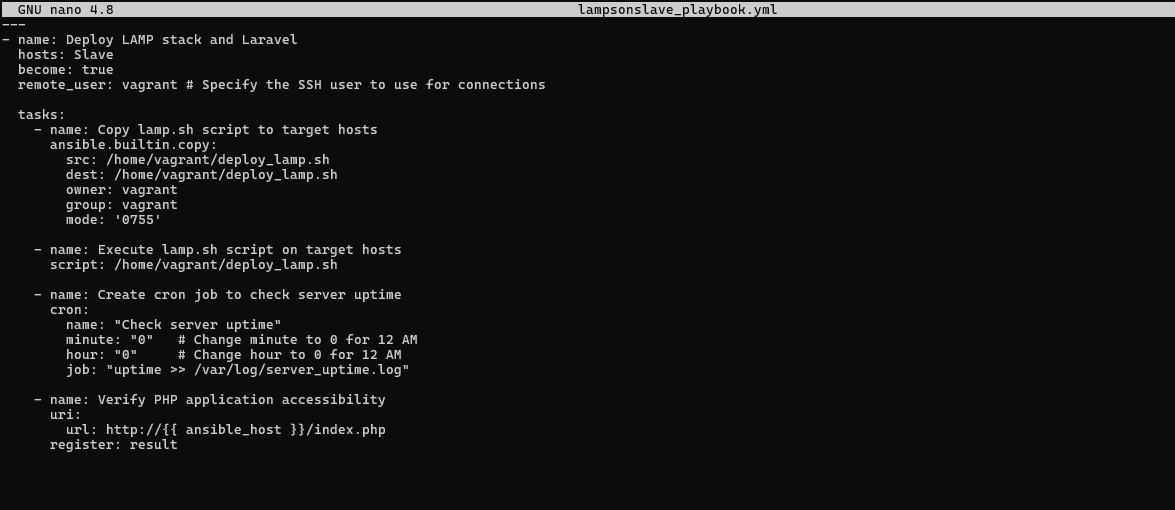 GNU nano 4.8 lampsonslave_playbook.yml
---
- name: Deploy LAMP stack and Laravel
  hosts: Slave
  become: true
  remote_user: vagrant # Specify the SSH user to use for connections

  tasks:
    - name: Copy lamp.sh script to target hosts
      ansible.builtin.copy:
        src: /home/vagrant/deploy_lamp.sh
        dest: /home/vagrant/deploy_lamp.sh
        owner: vagrant
        group: vagrant
        mode: '0755'

    - name: Execute lamp.sh script on target hosts
      script: /home/vagrant/deploy_lamp.sh

    - name: Create cron job to check server uptime
      cron:
        name: "Check server uptime"
        minute: "0"   # Change minute to 0 for 12 AM
        hour: "0"     # Change hour to 0 for 12 AM
        job: "uptime >> /var/log/server_uptime.log"

    - name: Verify PHP application accessibility
      uri:
        url: http://{{ ansible_host }}/index.php
      register: result